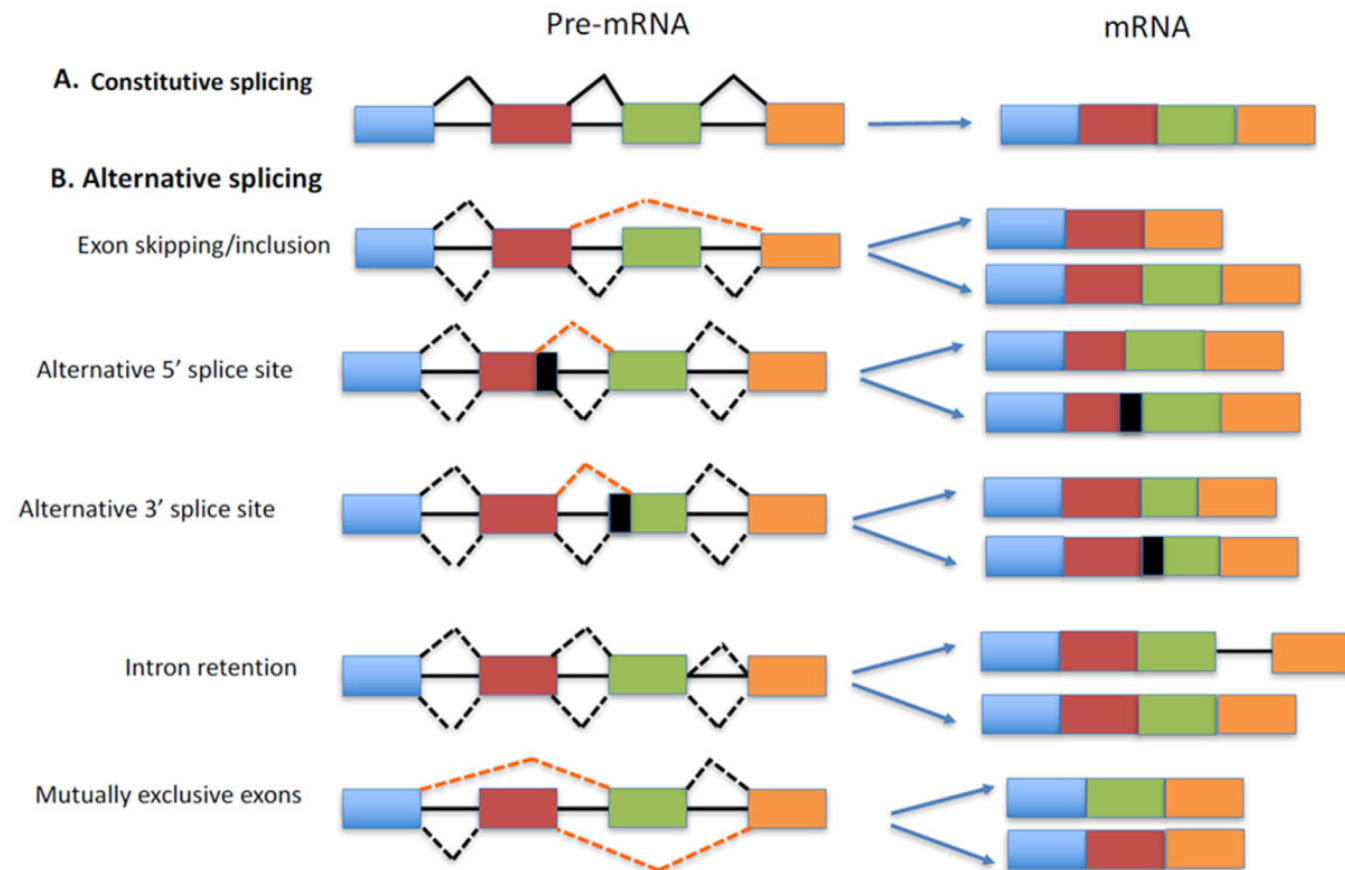 Pre-mRNA
mRNA
A. Constitutive splicing
B. Alternative splicing
Exon skipping/inclusion
Alternative 5’ splice site
Alternative 3’ splice site
Intron retention
Mutually exclusive exons